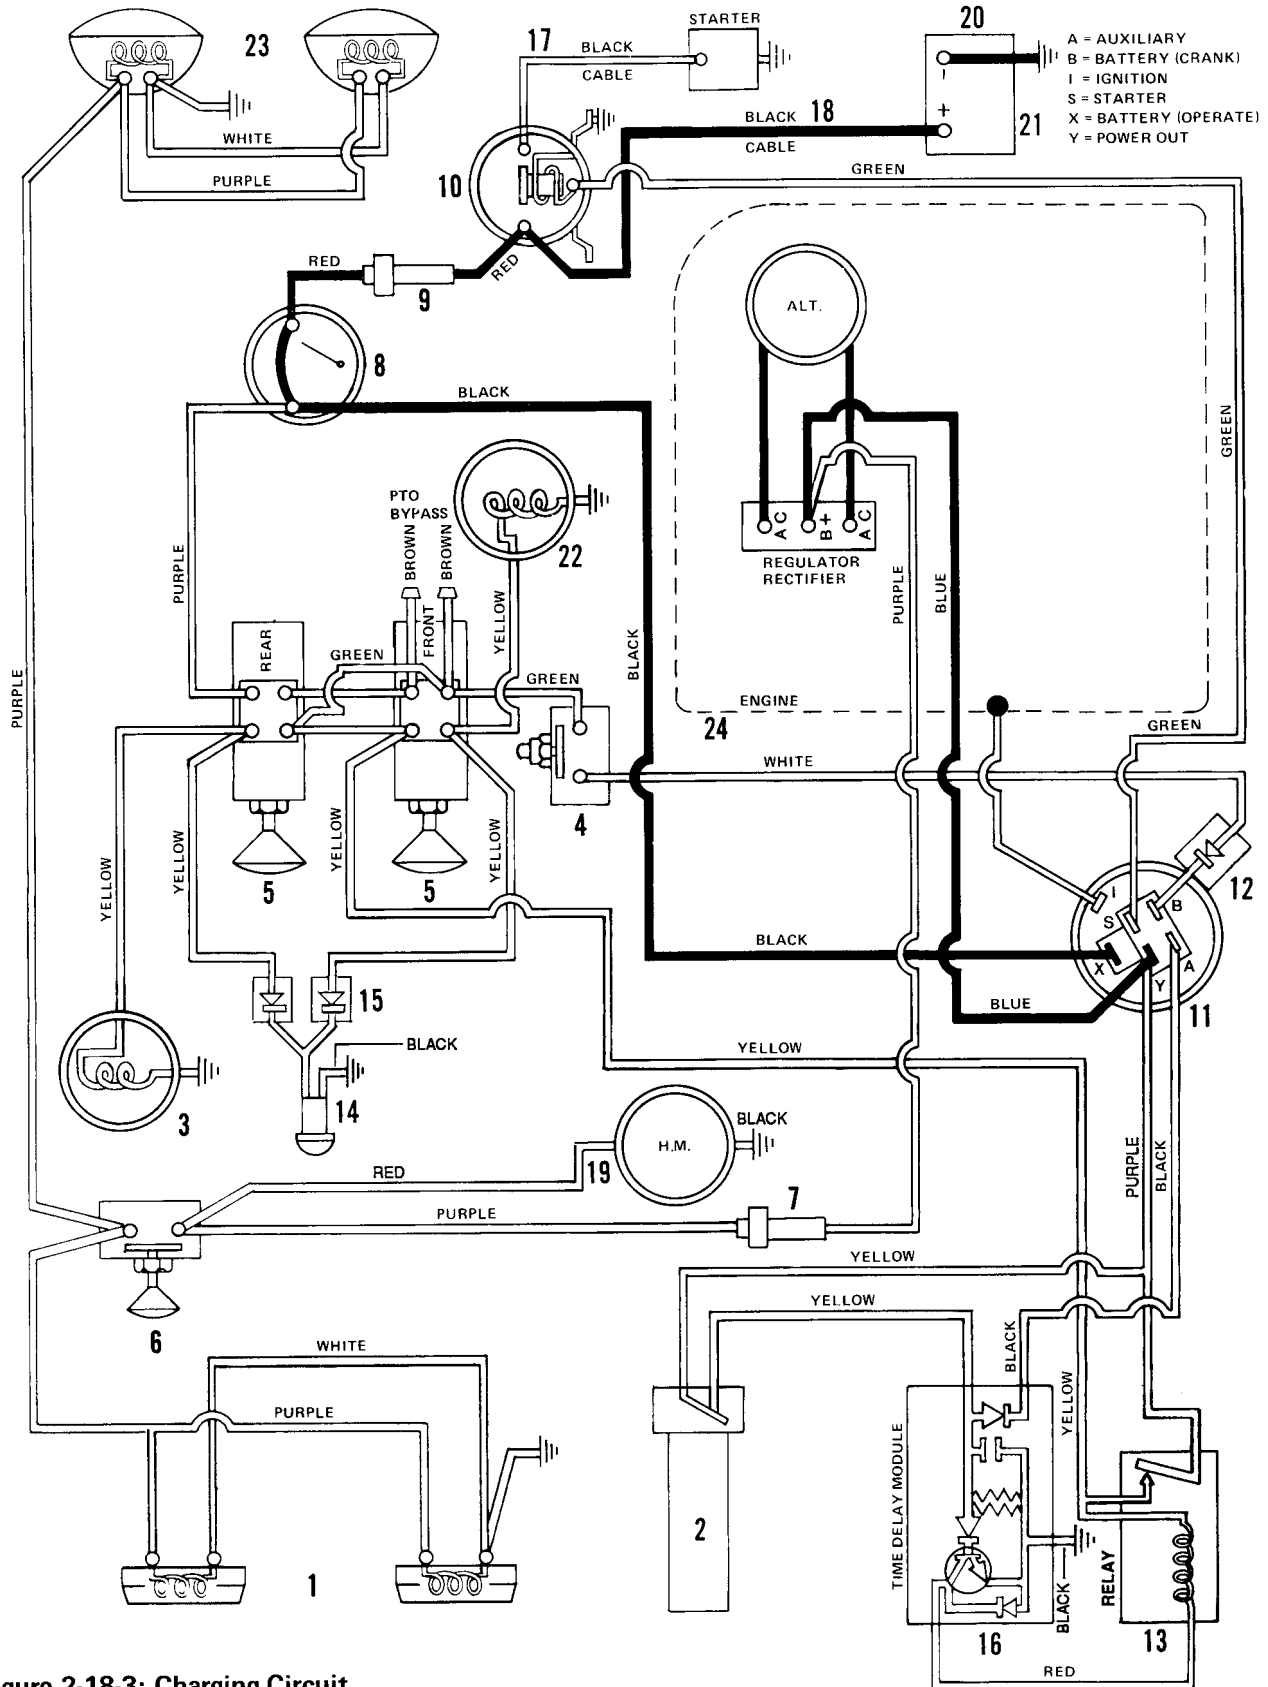 23
17
BLACK
CABLE
STARTER
20
A = AUXILIARY
B = BATTERY (CRANK)
I = IGNITION
S = STARTER
X = BATTERY (OPERATE)
Y = POWER OUT
-
+
21
BLACK
18
CABLE
WHITE
PURPLE
10
GREEN
RED
RED
9
8
ALT.
BLACK
GREEN
PTO
BYPASS
BROWN
BROWN
22
A C
B+
A C
REGULATOR
RECTIFIER
PURPLE
YELLOW
PURPLE
BLUE
BLACK
REAR
FRONT
GREEN
GREEN
PURPLE
ENGINE
24
GREEN
WHITE
4
5
5
YELLOW
YELLOW
YELLOW
YELLOW
12
I
S
B
X
Y
A
11
BLACK
BLUE
15
BLACK
YELLOW
3
14
H.M.
BLACK
19
RED
PURPLE
7
PURPLE
BLACK
6
YELLOW
YELLOW
WHITE
PURPLE
BLACK
YELLOW
TIME DELAY MODULE
1
2
16
BLACK
RELAY
13
RED
gure 2-18-3: Charging Circuit